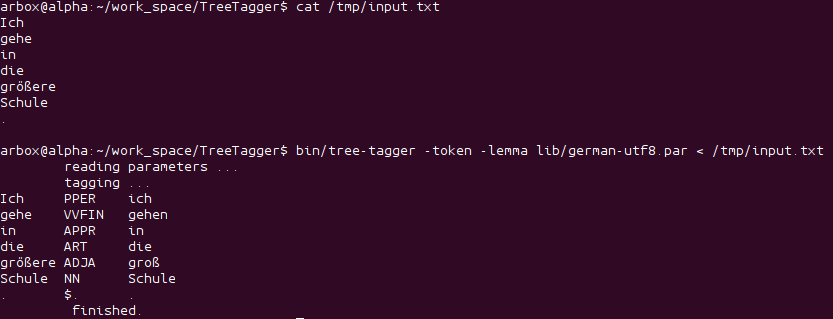 arbox@alpha:~/work_space/TreeTagger$ cat /tmp/input.txt
Ich
gehe
in
die
größere
Schule
.
arbox@alpha:~/work_space/TreeTagger$ bin/tree-tagger -token -lemma lib/german-utf8.par < /tmp/input.txt
        reading parameters ...
        tagging ...
Ich     PPER    ich
gehe    VVFIN   gehen
in      APPR    in
die     ART     die
größere ADJA    groß
Schule  NN      Schule
.       $.      .
         finished.